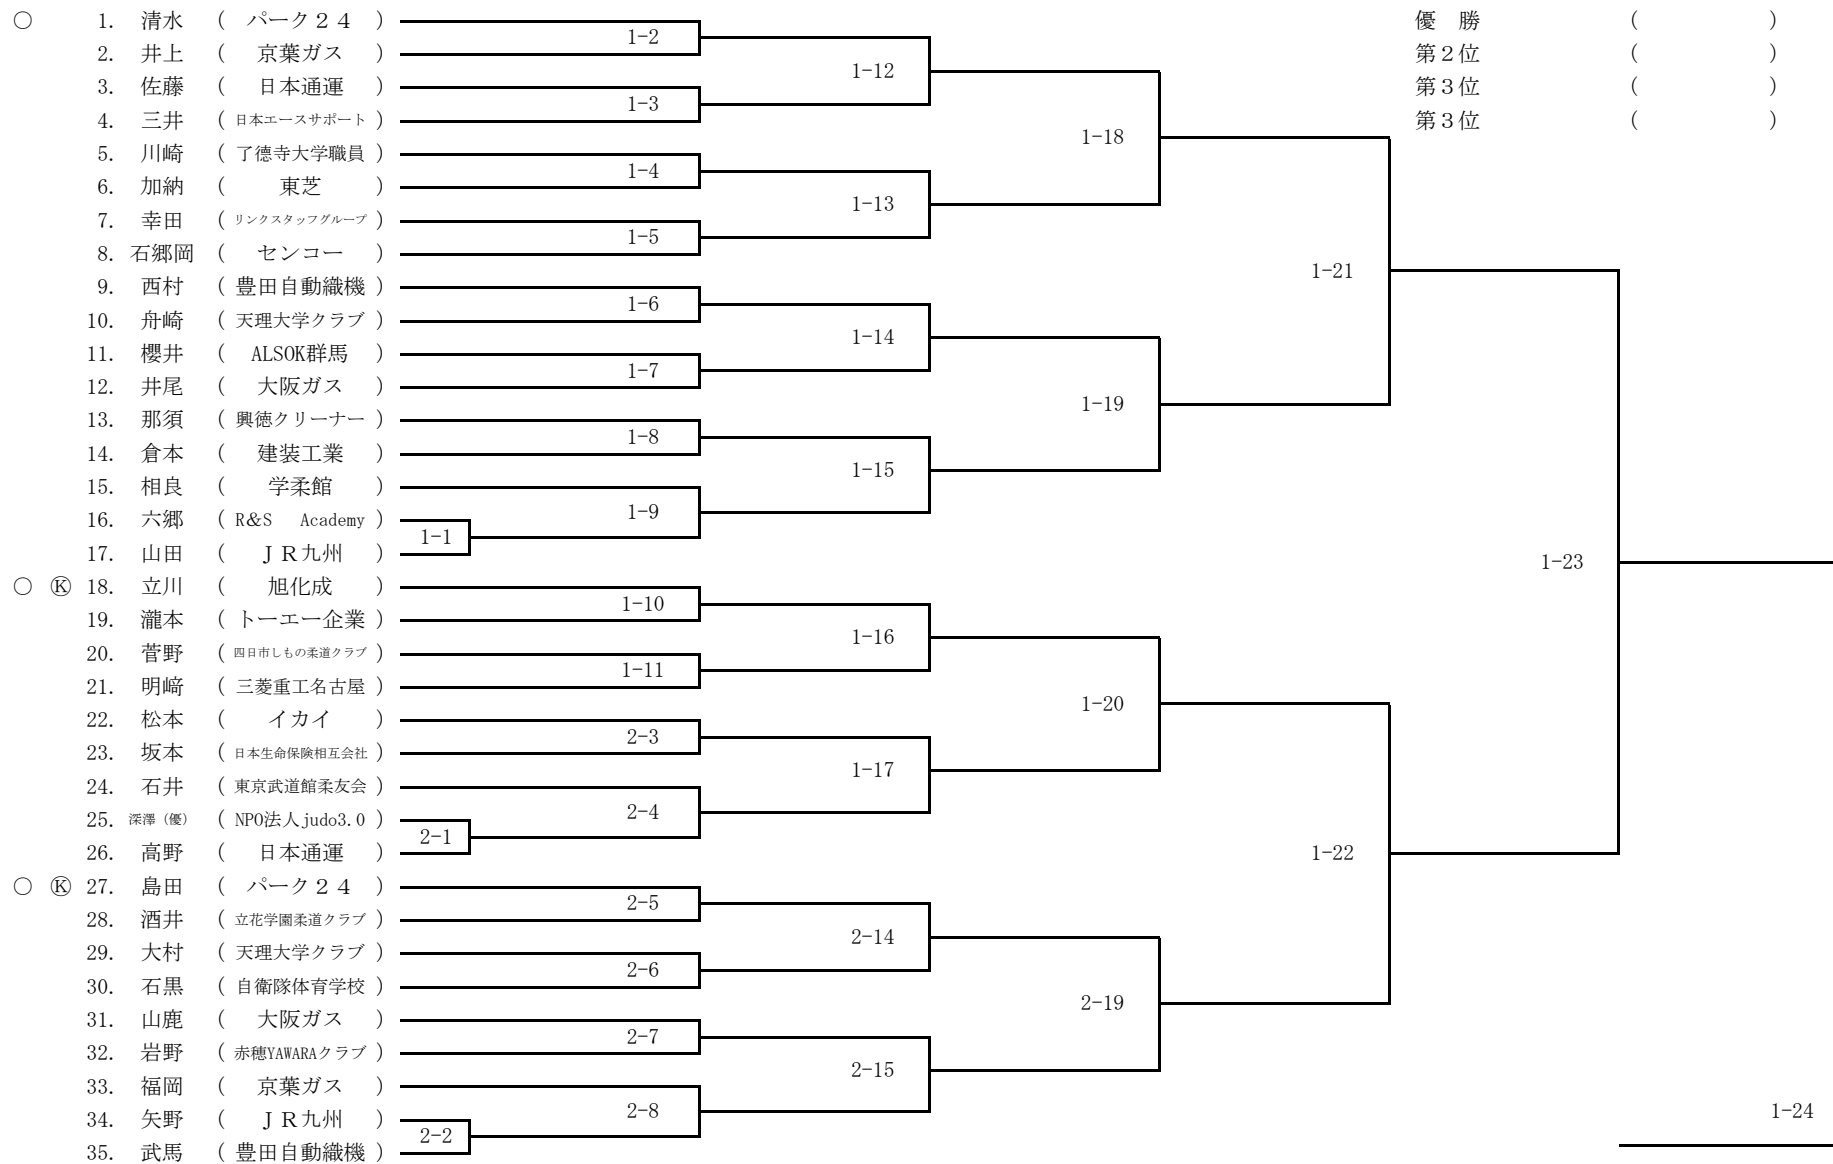 ○ 1. 清水 ( パーク２４ ) 優 勝 ( )
1-2
2. 井上 ( 京葉ガス ) 第２位 ( )
1-12
3. 佐藤 ( 日本通運 ) 第３位 ( )
1-3
4. 三井 ( 日本エースサポート ) 第３位 ( )
1-18
5. 川崎 ( 了德寺大学職員 )
1-4
6. 加納 ( 東芝 )
1-13
7. 幸田 ( リンクスタッフグループ )
1-5
8. 石郷岡 ( センコー )
1-21
9. 西村 ( 豊田自動織機 )
1-6
10. 舟崎 ( 天理大学クラブ )
1-14
11. 櫻井 ( ALSOK群馬 )
1-7
12. 井尾 ( 大阪ガス )
1-19
13. 那須 ( 興徳クリーナー )
1-8
14. 倉本 ( 建装工業 )
1-15
15. 相良 ( 学柔館 )
1-9
16. 六郷 ( R&S Academy )
1-1
17. 山田 ( ＪＲ九州 )
1-23
○ Ⓚ 18. 立川 ( 旭化成 )
1-10
19. 瀧本 ( トーエー企業 )
1-16
20. 菅野 ( 四日市しもの柔道クラブ )
1-11
21. 明﨑 ( 三菱重工名古屋 )
1-20
22. 松本 ( イカイ )
2-3
23. 坂本 ( 日本生命保険相互会社 )
1-17
24. 石井 ( 東京武道館柔友会 )
2-4
25. 深澤（優） ( NPO法人judo3.0 )
2-1
26. 高野 ( 日本通運 )
1-22
○ Ⓚ 27. 島田 ( パーク２４ )
2-5
28. 酒井 ( 立花学園柔道クラブ )
2-14
29. 大村 ( 天理大学クラブ )
2-6
30. 石黒 ( 自衛隊体育学校 )
2-19
31. 山鹿 ( 大阪ガス )
2-7
32. 岩野 ( 赤穂YAWARAクラブ )
2-15
33. 福岡 ( 京葉ガス )
2-8
34. 矢野 ( ＪＲ九州 )
1-24
2-2
35. 武馬 ( 豊田自動織機 )